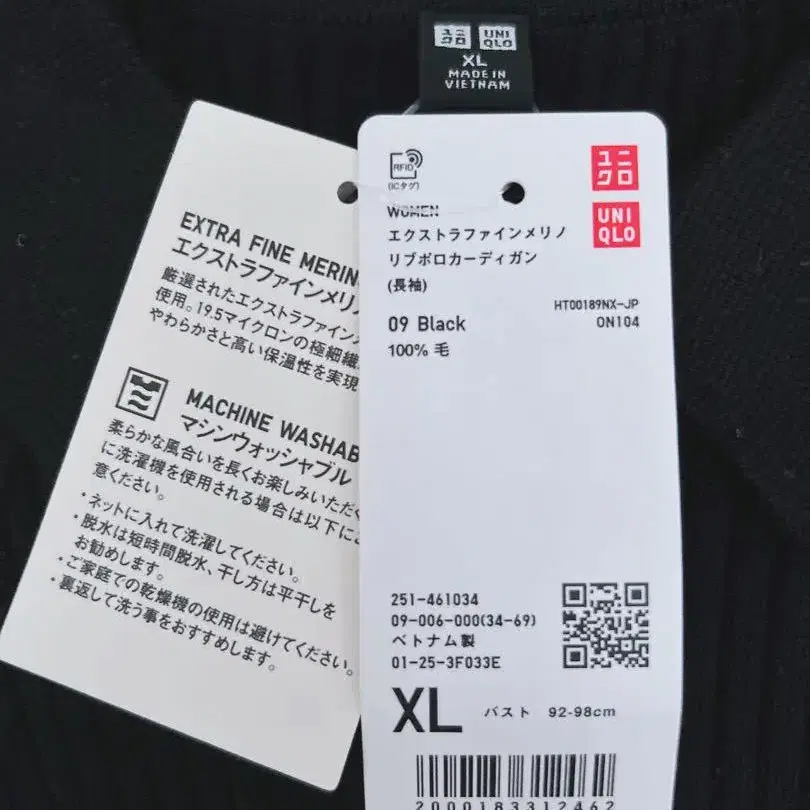 ユニ UNI
クロ QLO
XL
MADE IN
VIETNAM
EXTRA FINE MERIN
エクストラファインメリノ
厳選されたエクストラファイン
使用。19.5マイクロンの極細繊
やわらかさと高い保温性を実現
MACHINE WASHAB
マシンウォッシャブル
柔らかな風合いを長くお楽しみいただく
に洗濯機を使用される場合は以下にご
意ください。
・ネットに入れて洗濯してください。
・脱水は短時間脱水、干し方は平干しを
お勧めします。
・ご家庭での乾燥機の使用は避けてください。
・裏返して洗う事をおすすめします。
RFID
(ICタグ)
ユニ
クロ
UNI
QLO
WOMEN
エクストラファインメリノ
リブポロカーディガン
(長袖)
HT00189NX-JP
09 Black
ON104
100% 毛
251-461034
09-006-000(34-69)
ベトナム製
01-25-3F033E
XL バスト 92-98cm
2000183312462